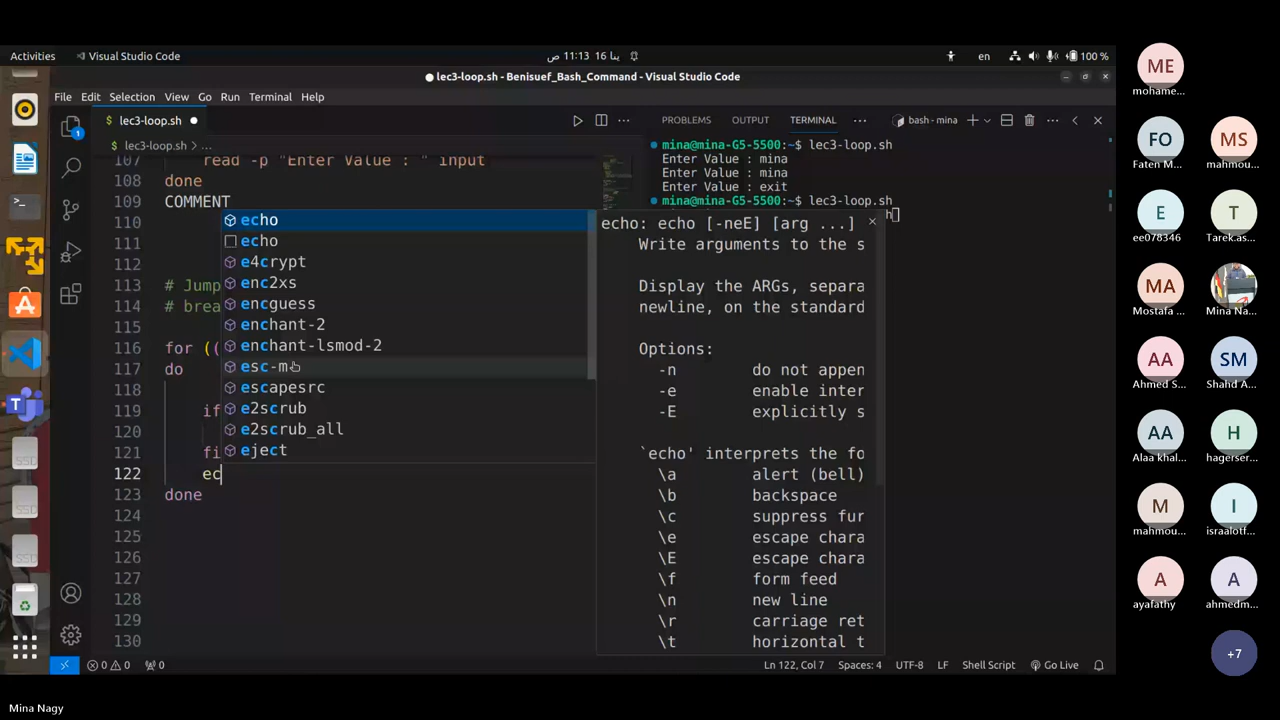 Activities
Visual Studio Code
11:13 ص
16 ينا
en
100 %
lec3-loop.sh - Benisuef_Bash_Command - Visual Studio Code
File Edit Selection View Go Run Terminal Help
lec3-loop.sh
PROBLEMS OUTPUT TERMINAL
bash - mina
lec3-loop.sh > ...
107 read -p "Enter Value : " input
108 done
109 COMMENT
110
111
112
113 # Jump
114 # brea
115
116 for ((
117 do
118
119 if
120
121 fi
122 ec
123 done
124
125
126
127
128
129
130
echo
echo
e4crypt
enc2xs
encguess
enchant-2
enchant-lsmod-2
esc-m
escapesrc
e2scrub
e2scrub_all
eject
mina@mina-G5-5500:~$ lec3-loop.sh
Enter Value : mina
Enter Value : mina
Enter Value : exit
mina@mina-G5-5500:~$ lec3-loop.sh
h
echo: echo [-neE] [arg ...]
Write arguments to the s
Display the ARGs, separa
newline, on the standard
Options:
-n do not appen
-e enable inter
-E explicitly s
`echo' interprets the fo
\a alert (bell)
\b backspace
\c suppress fur
\e escape chara
\E escape chara
\f form feed
\n new line
\r carriage ret
\t horizontal t
1
0 0 0
Ln 122, Col 7 Spaces: 4 UTF-8 LF Shell Script Go Live
ME
mohame...
FO
Faten M...
MS
mahmou...
E
ee078346
T
Tarek.as...
MA
Mostafa ...
Mina Na...
AA
Ahmed S...
SM
Shahd A...
AA
Alaa khal...
H
hagerser...
M
mahmou...
I
israalotf...
A
ayafathy
A
ahmedm...
+7
Mina Nagy